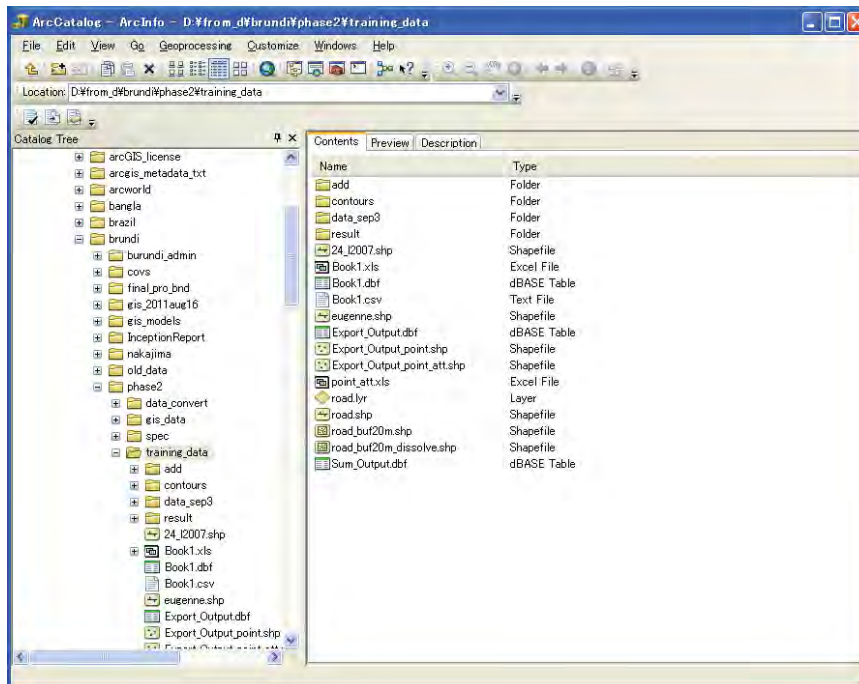 ArcCatalog - ArcInfo - D:¥from_d¥brundi¥phase2¥training_data
File Edit View Go Geoprocessing Customize Windows Help
Location: D:¥from_d¥brundi¥phase2¥training_data
Catalog Tree
arcGIS_license
arcgis_metadata_txt
arcworld
bangla
brazil
brundi
burundi_admin
covs
final_pro_bnd
gis_2011aug16
gis_models
InceptionReport
nakajima
old_data
phase2
data_convert
gis_data
spec
training_data
add
contours
data_sep3
result
24_l2007.shp
Book1.xls
Book1.dbf
Book1.csv
eugenne.shp
Export_Output.dbf
Export_Output_point.shp
Contents Preview Description
Name Type
add Folder
contours Folder
data_sep3 Folder
result Folder
24_l2007.shp Shapefile
Book1.xls Excel File
Book1.dbf dBASE Table
Book1.csv Text File
eugenne.shp Shapefile
Export_Output.dbf dBASE Table
Export_Output_point.shp Shapefile
Export_Output_point_att.shp Shapefile
point_att.xls Excel File
road.lyr Layer
road.shp Shapefile
road_buf20m.shp Shapefile
road_buf20m_dissolve.shp Shapefile
Sum_Output.dbf dBASE Table